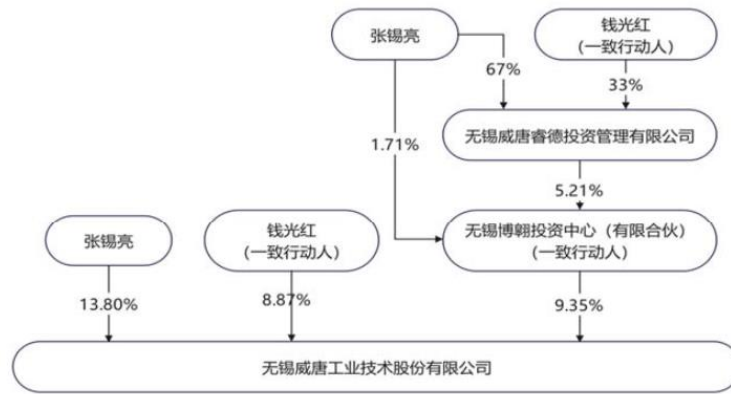 张锡亮
钱光红
（一致行动人）
67%
33%
无锡威唐睿德投资管理有限公司
1.71%
5.21%
张锡亮
钱光红
（一致行动人）
无锡博翱投资中心（有限合伙）
（一致行动人）
13.80%
8.87%
9.35%
无锡威唐工业技术股份有限公司